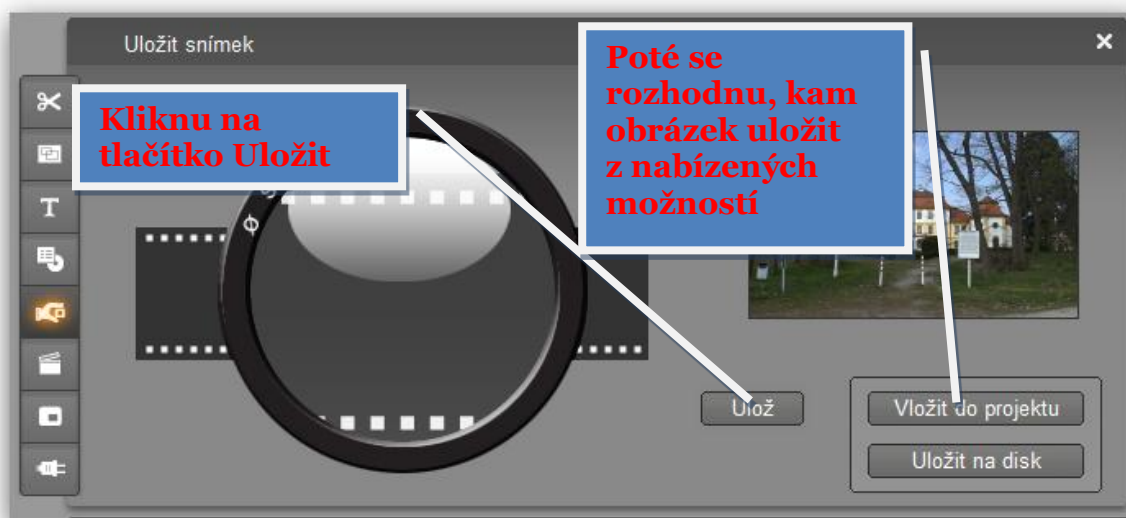 Uložit snímek
Kliknu na
tlačítko Uložit
Poté se
rozhodnu, kam
obrázek uložit
z nabízených
možností
T
Ulož
Vložit do projektu
Uložit na disk